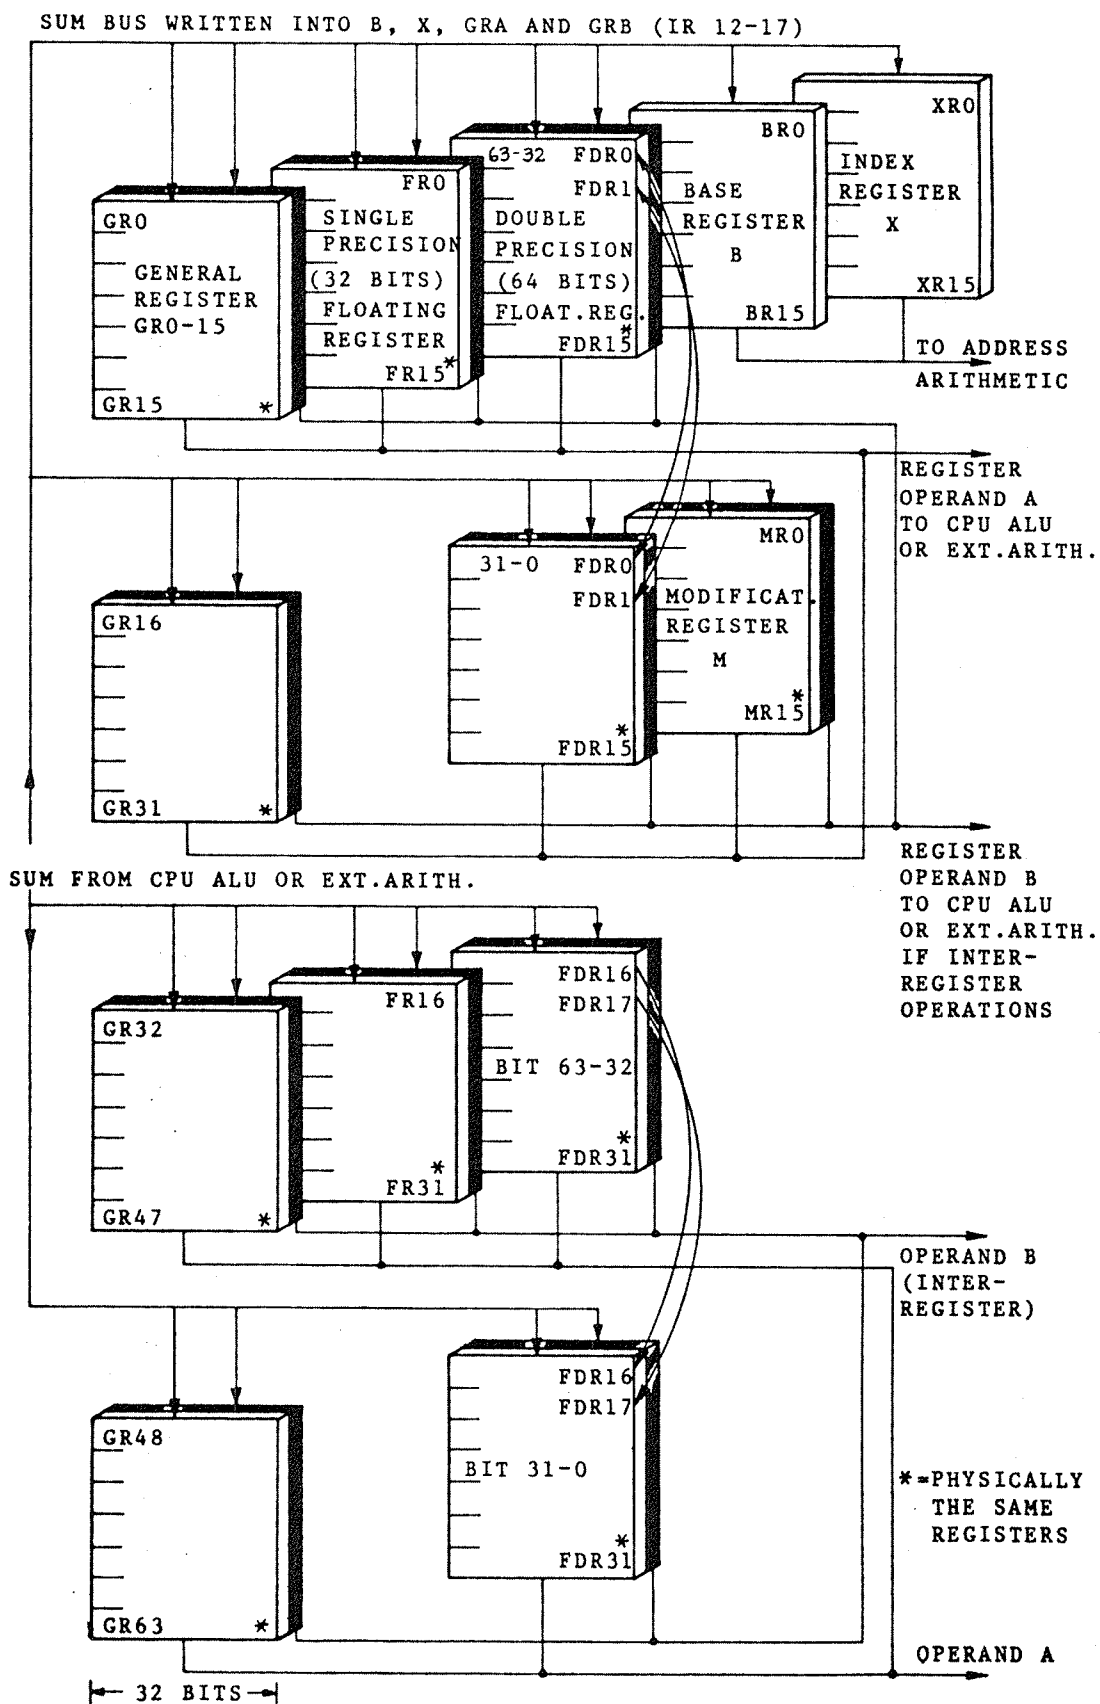 SUM BUS WRITTEN INTO B, X, GRA AND GRB (IR 12-17)
GR0
GENERAL
REGISTER
GR0-15
GR15 *
FR0
SINGLE
PRECISION
(32 BITS)
FLOATING
REGISTER
FR15*
63-32 FDR0
FDR1
DOUBLE
PRECISION
(64 BITS)
FLOAT.REG.
*
FDR15
BR0
BASE
REGISTER
B
BR15
XR0
INDEX
REGISTER
X
XR15
TO ADDRESS
ARITHMETIC
REGISTER
OPERAND A
TO CPU ALU
OR EXT.ARITH.
GR16
GR31 *
31-0 FDR0
FDR1
*
FDR15
MR0
MODIFICAT.
REGISTER
M
*
MR15
REGISTER
OPERAND B
TO CPU ALU
OR EXT.ARITH.
IF INTER-
REGISTER
OPERATIONS
SUM FROM CPU ALU OR EXT.ARITH.
GR32
GR47 *
FR16
*
FR31
FDR16
FDR17
BIT 63-32
*
FDR31
OPERAND B
(INTER-
REGISTER)
GR48
GR63 *
FDR16
FDR17
BIT 31-0
*
FDR31
*=PHYSICALLY
THE SAME
REGISTERS
OPERAND A
32 BITS